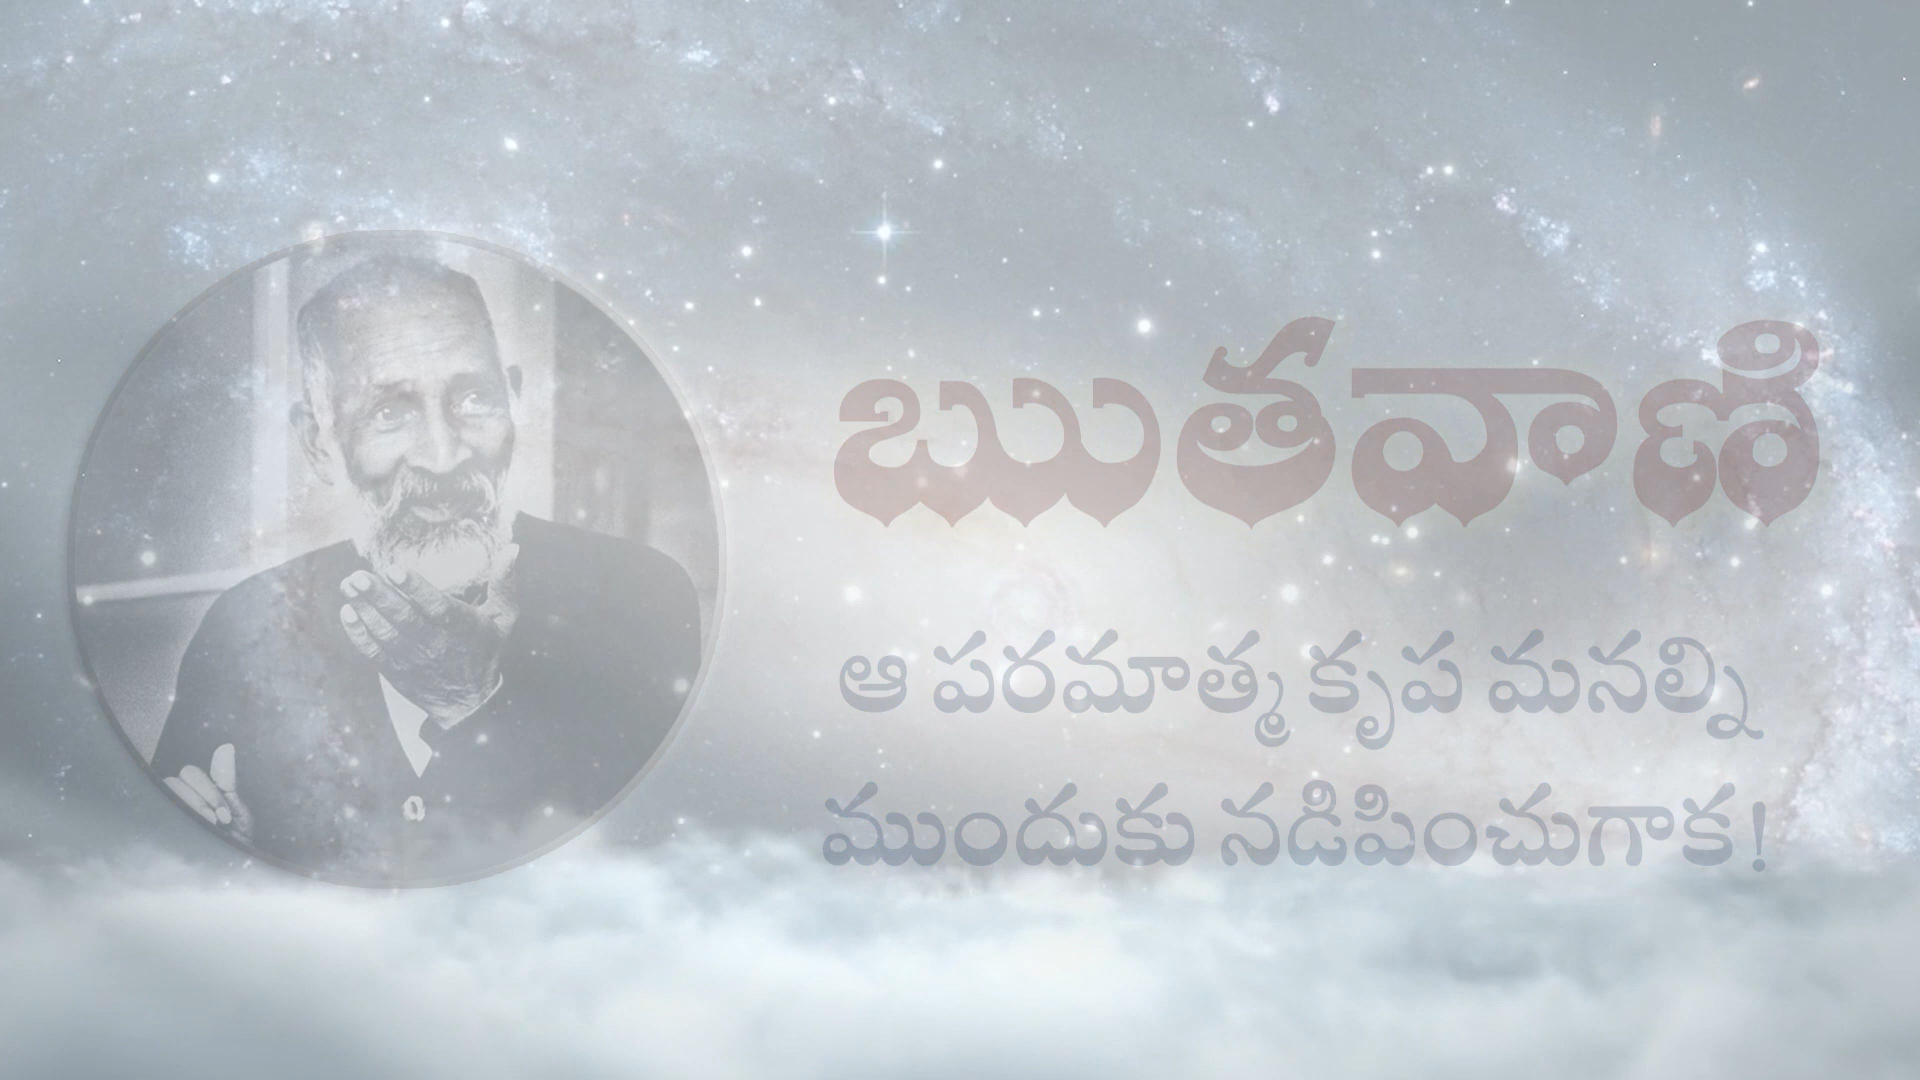 ఋతవాణి
ఆ పరమాత్మ కృప మనల్ని
ముందుకు నడిపించుగాక!